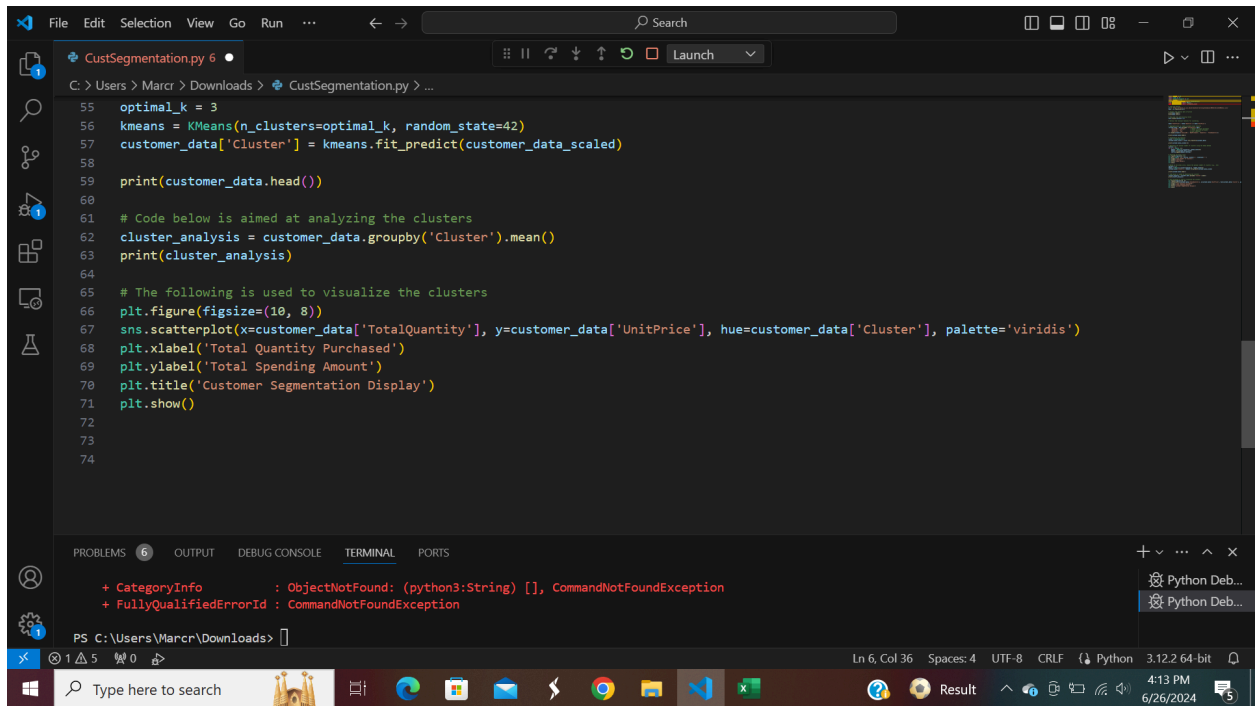 File Edit Selection View Go Run ··· ← → Search
CustSegmentation.py 6 ● Launch
C: > Users > Marcr > Downloads > CustSegmentation.py > ...
55 optimal_k = 3
56 kmeans = KMeans(n_clusters=optimal_k, random_state=42)
57 customer_data['Cluster'] = kmeans.fit_predict(customer_data_scaled)
58
59 print(customer_data.head())
60
61 # Code below is aimed at analyzing the clusters
62 cluster_analysis = customer_data.groupby('Cluster').mean()
63 print(cluster_analysis)
64
65 # The following is used to visualize the clusters
66 plt.figure(figsize=(10, 8))
67 sns.scatterplot(x=customer_data['TotalQuantity'], y=customer_data['UnitPrice'], hue=customer_data['Cluster'], palette='viridis')
68 plt.xlabel('Total Quantity Purchased')
69 plt.ylabel('Total Spending Amount')
70 plt.title('Customer Segmentation Display')
71 plt.show()
72
73
74
1
1
1
PROBLEMS 6 OUTPUT DEBUG CONSOLE TERMINAL PORTS
+ CategoryInfo : ObjectNotFound: (python3:String) [], CommandNotFoundException
+ FullyQualifiedErrorId : CommandNotFoundException
PS C:\Users\Marcr\Downloads>
Python Deb...
Python Deb...
1 5 0 Ln 6, Col 36 Spaces: 4 UTF-8 CRLF Python 3.12.2 64-bit
Type here to search Result 4:13 PM
6/26/2024 5